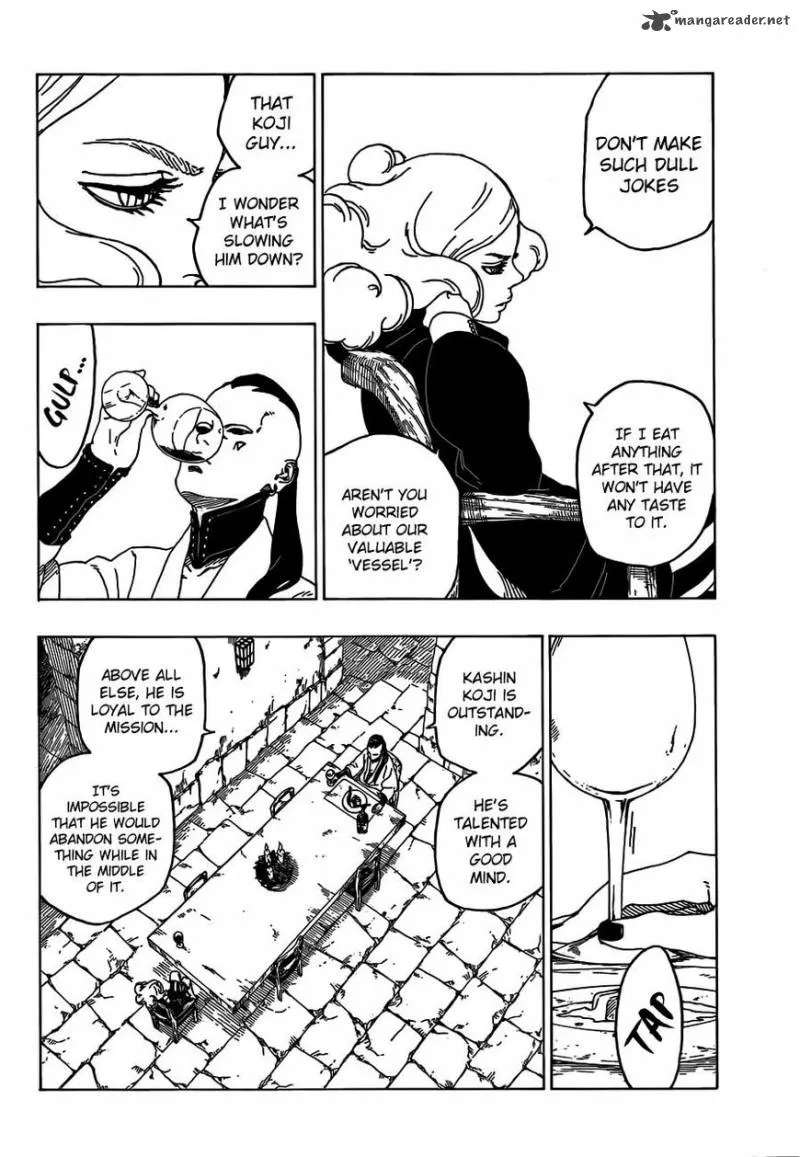 mangareader.net
DON'T MAKE
SUCH DULL
JOKES
IF I EAT
ANYTHING
AFTER THAT, IT
WON'T HAVE
ANY TASTE
TO IT.
AREN'T YOU
WORRIED
ABOUT OUR
VALUABLE
'VESSEL'?
THAT
KOJI
GUY...
I WONDER
WHAT'S
SLOWING
HIM DOWN?
GULP...
TAP
KASHIN
KOJI IS
OUTSTAND-
ING.
HE'S
TALENTED
WITH A
GOOD
MIND.
ABOVE ALL
ELSE, HE IS
LOYAL TO THE
MISSION...
IT'S
IMPOSSIBLE
THAT HE WOULD
ABANDON SOME-
THING WHILE IN
THE MIDDLE
OF IT.